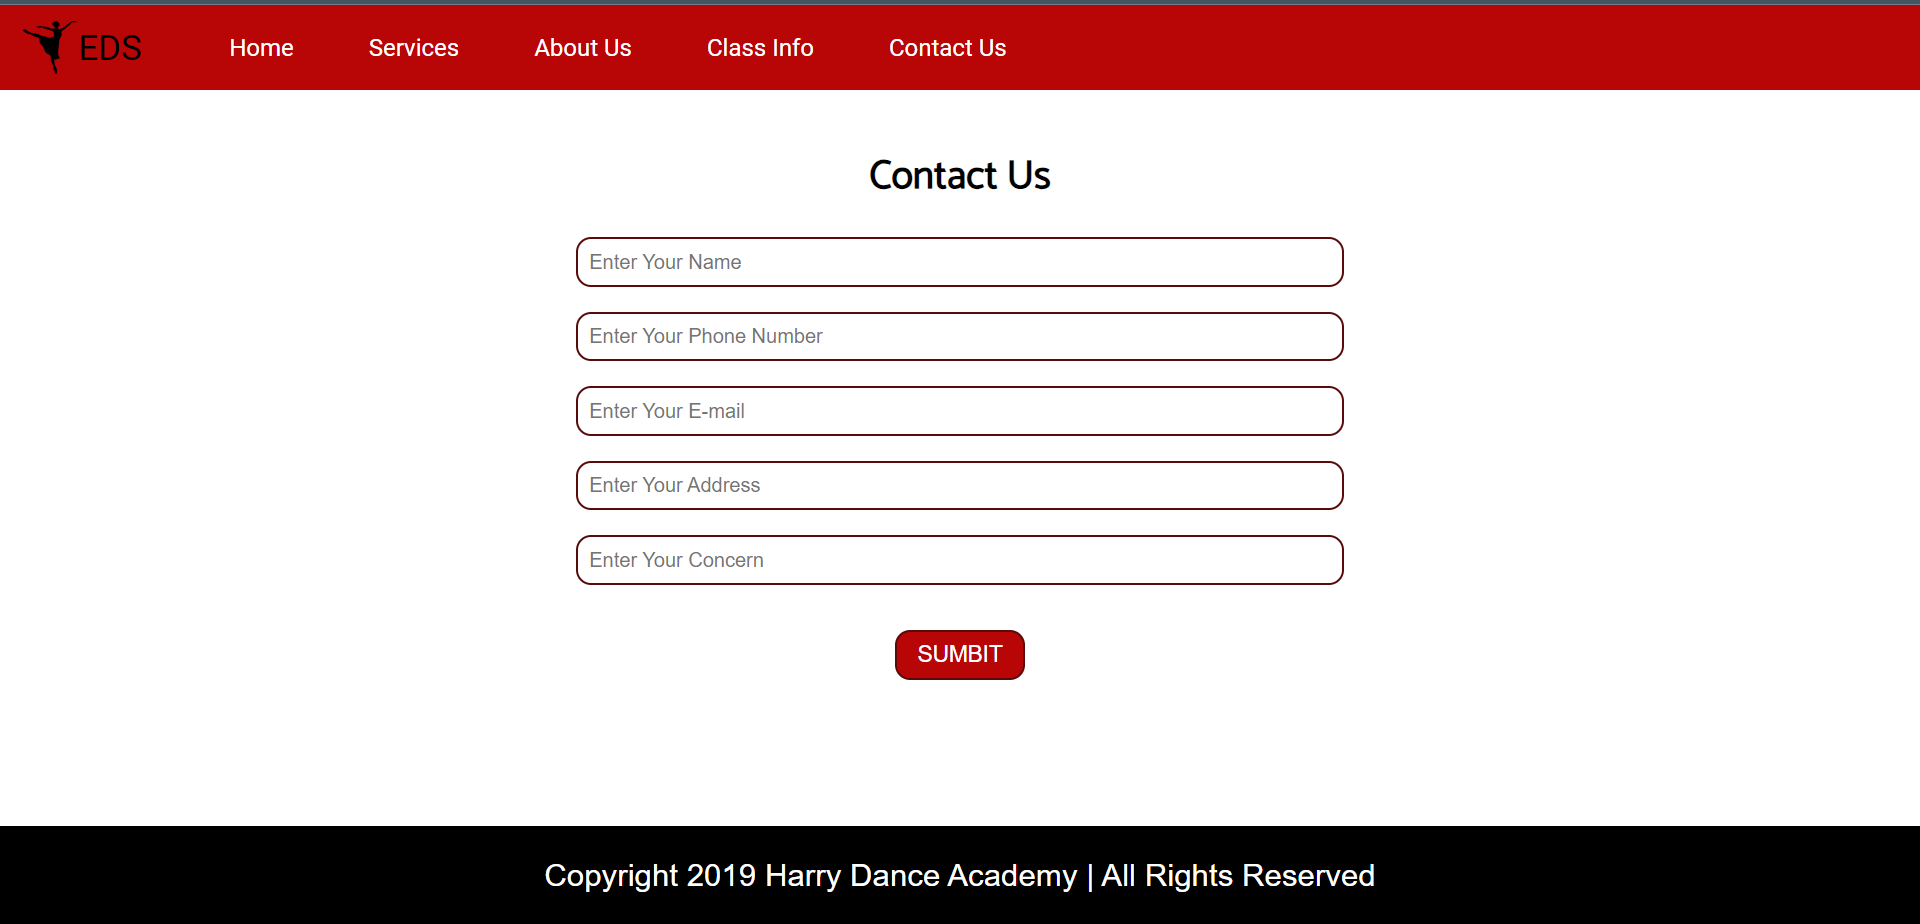 EDS Home Services About Us Class Info Contact Us
Contact Us
Enter Your Name
Enter Your Phone Number
Enter Your E-mail
Enter Your Address
Enter Your Concern
SUMBIT
Copyright 2019 Harry Dance Academy | All Rights Reserved